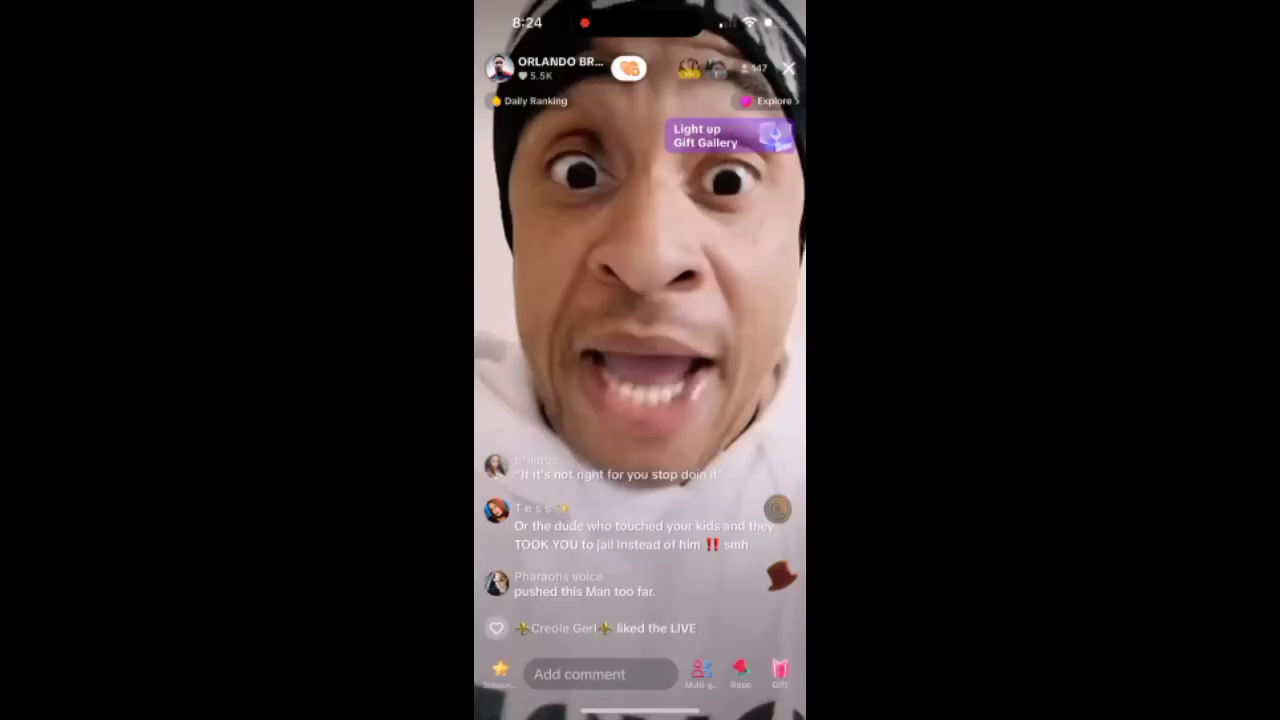 8:24
ORLANDO BR...
5.5K
147
Daily Ranking
Explore
Light up
Gift Gallery
"If it's not right for you stop doin it"
T e s s
Or the dude who touched your kids and they
TOOK YOU to jail instead of him ‼️ smh
Pharaohs voice
pushed this Man too far.
⚜️Creole Gerl⚜️ liked the LIVE
Add comment
Multi-g...
Rose
Gift